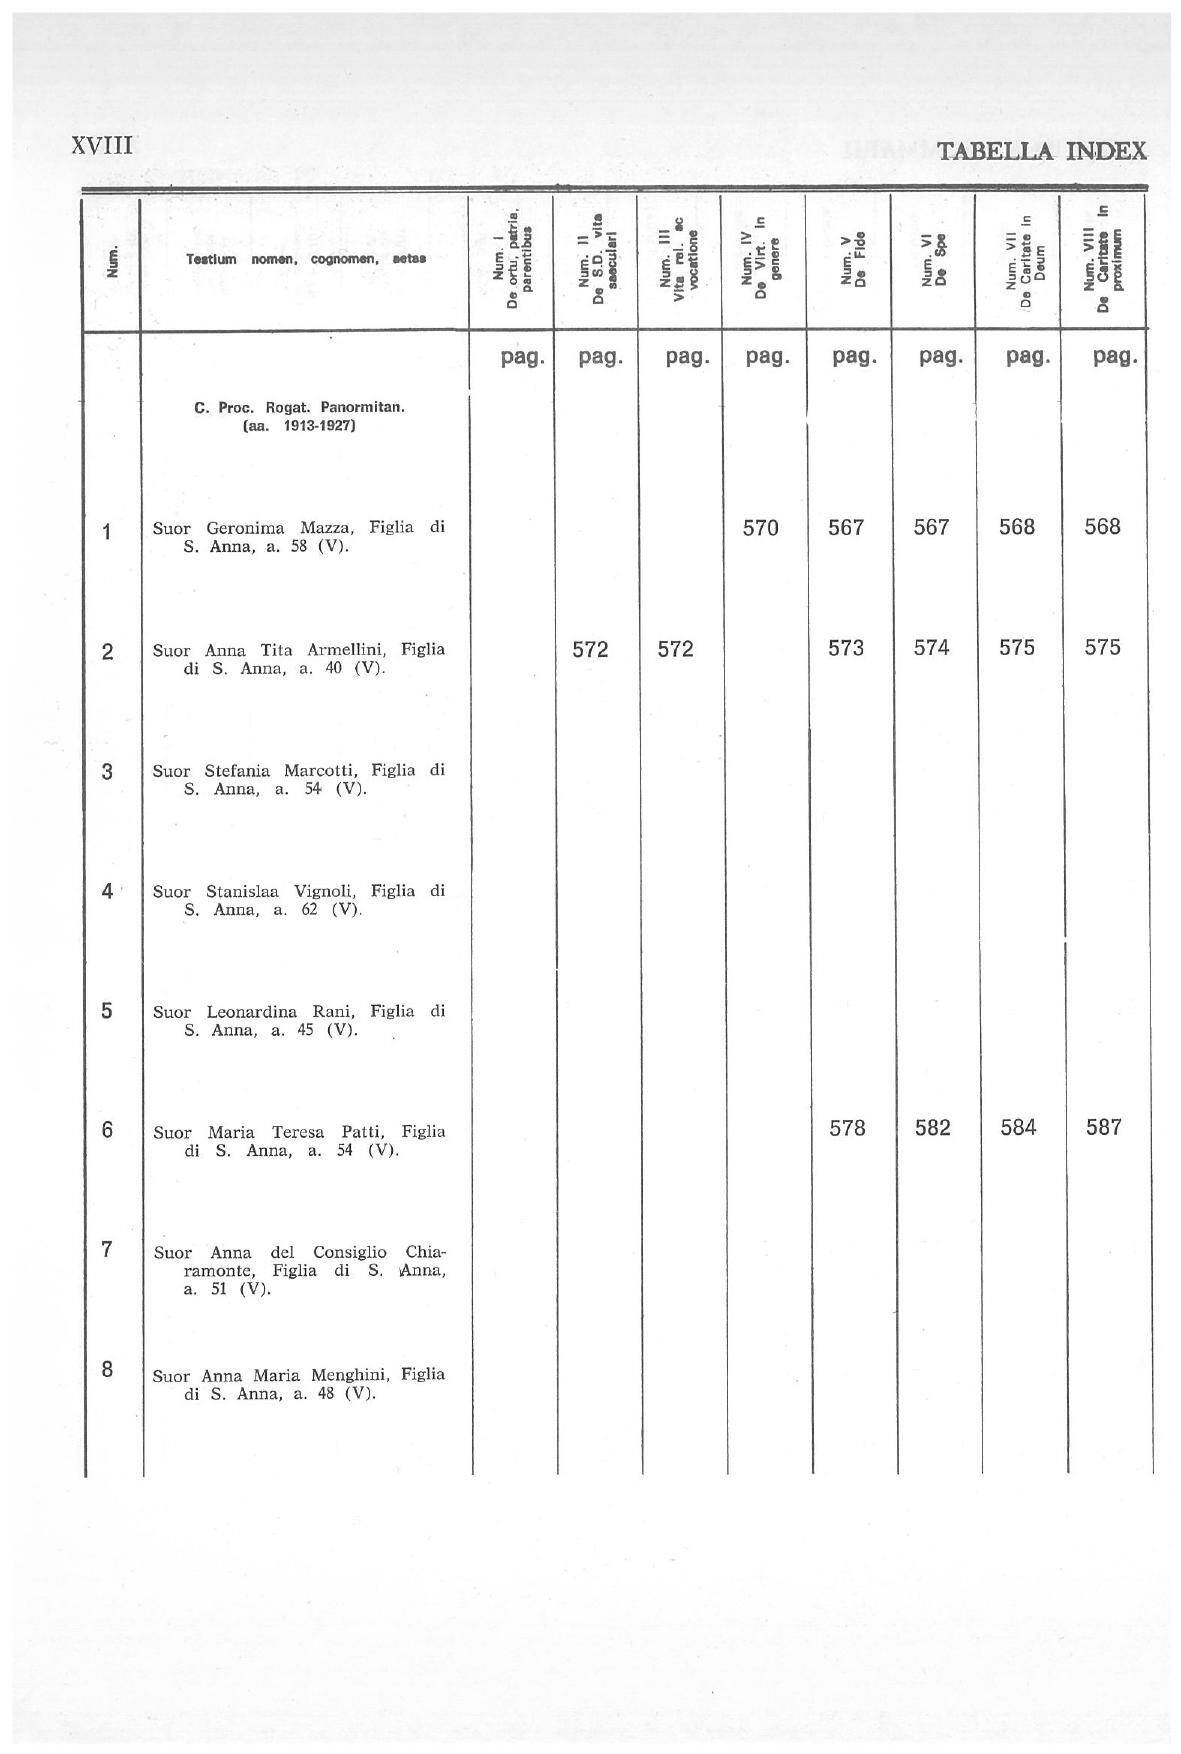 XVIII
TABELLA INDEX
Num.
Testium nomen, cognomen, aetas
Num. I
De ortu, patria,
parentibus
Num. II
De S.D. vita
saeculari
Num. III
Vita rel. ac
vocatione
Num. IV
De Virt. in
genere
Num. V
De Fide
Num. VI
De Spe
Num. VII
De Caritate in
Deum
Num. VIII
De Caritate in
proximum
pag. pag. pag. pag. pag. pag. pag. pag.
C. Proc. Rogat. Panormitan.
(aa. 1913-1927)
1 Suor Geronima Mazza, Figlia di 570 567 567 568 568
S. Anna, a. 58 (V).
2 Suor Anna Tita Armellini, Figlia 572 572 573 574 575 575
di S. Anna, a. 40 (V).
3 Suor Stefania Marcotti, Figlia di
S. Anna, a. 54 (V).
4 Suor Stanislaa Vignoli, Figlia di
S. Anna, a. 62 (V).
5 Suor Leonardina Rani, Figlia di
S. Anna, a. 45 (V).
6 Suor Maria Teresa Patti, Figlia 578 582 584 587
di S. Anna, a. 54 (V).
7 Suor Anna del Consiglio Chia-
ramonte, Figlia di S. Anna,
a. 51 (V).
8 Suor Anna Maria Menghini, Figlia
di S. Anna, a. 48 (V).